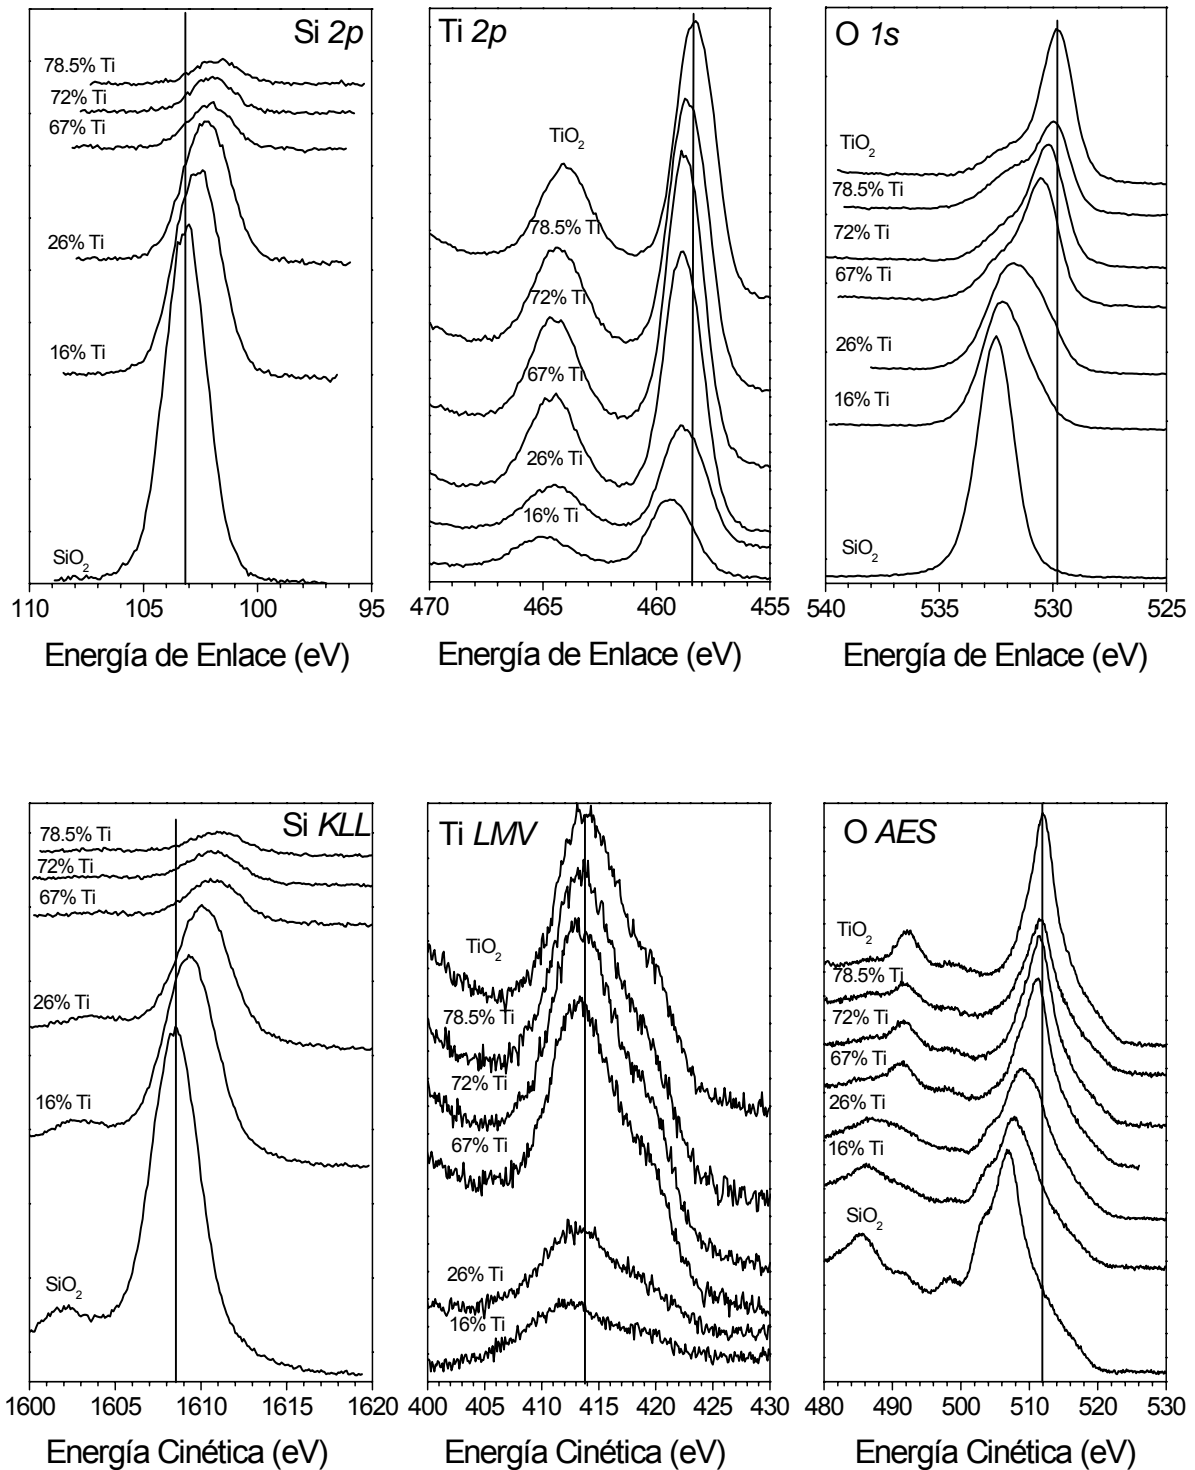 Si 2p
78.5% Ti
72% Ti
67% Ti
26% Ti
16% Ti
SiO2
110 105 100 95
Energía de Enlace (eV)
Ti 2p
TiO2
78.5% Ti
72% Ti
67% Ti
26% Ti
16% Ti
470 465 460 455
Energía de Enlace (eV)
O 1s
TiO2
78.5% Ti
72% Ti
67% Ti
26% Ti
16% Ti
SiO2
540 535 530 525
Energía de Enlace (eV)
Si KLL
78.5% Ti
72% Ti
67% Ti
26% Ti
16% Ti
SiO2
1600 1605 1610 1615 1620
Energía Cinética (eV)
Ti LMV
TiO2
78.5% Ti
72% Ti
67% Ti
26% Ti
16% Ti
400 405 410 415 420 425 430
Energía Cinética (eV)
O AES
TiO2
78.5% Ti
72% Ti
67% Ti
26% Ti
16% Ti
SiO2
480 490 500 510 520 530
Energía Cinética (eV)